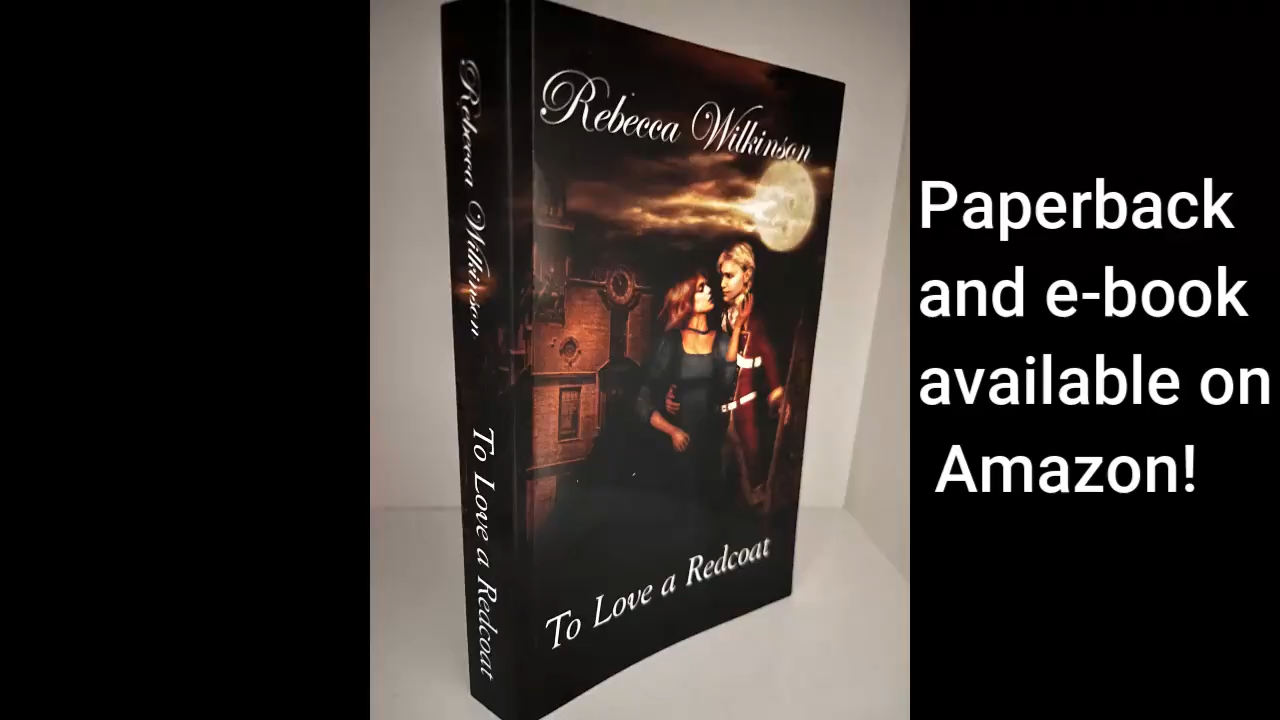 Rebecca Wilkinson
To Love a Redcoat
Rebecca Wilkinson
To Love a Redcoat
Paperback
and e-book
available on
Amazon!